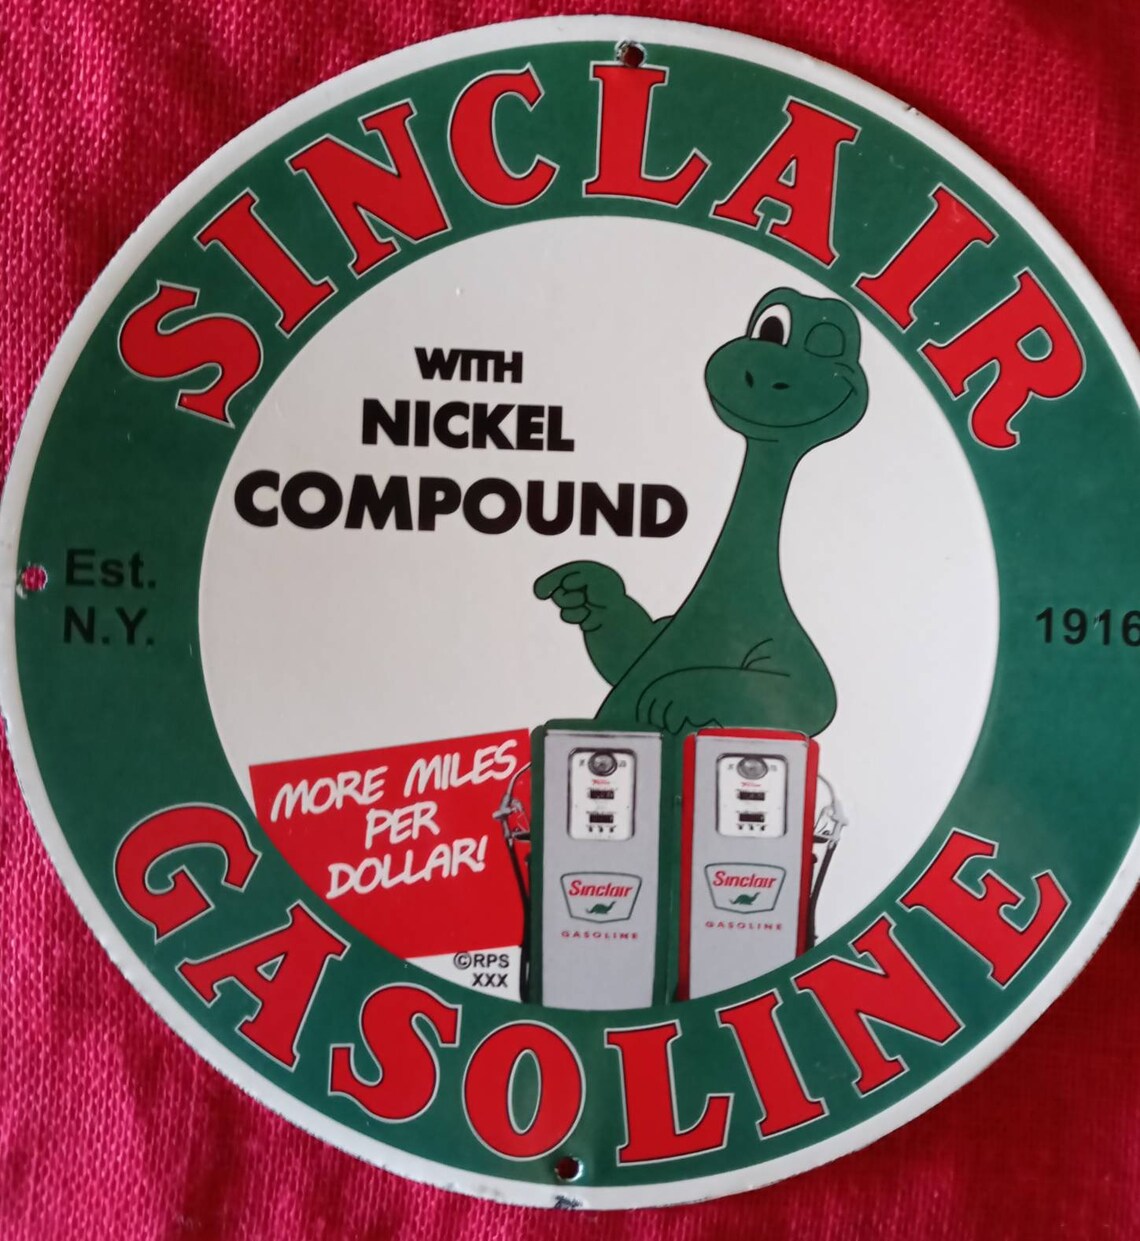 SINCLAIR
WITH
NICKEL
COMPOUND
Est.
N.Y.
1916
MORE MILES
PER
DOLLAR!
Sinclair
GASOLINE
Sinclair
GASOLINE
©RPS
XXX
GASOLINE